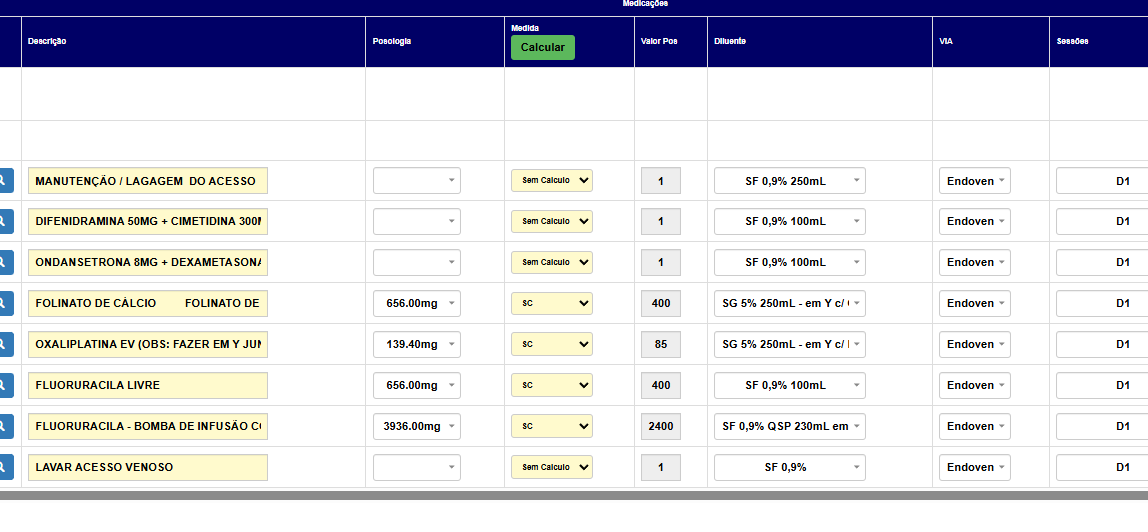 Medicações
Descrição Posologia Medida Calcular Valor Pos Diluente VIA Sessões
MANUTENÇÃO / LAGAGEM DO ACESSO Sem Calculo 1 SF 0,9% 250mL Endoven D1
DIFENIDRAMINA 50MG + CIMETIDINA 300M Sem Calculo 1 SF 0,9% 100mL Endoven D1
ONDANSETRONA 8MG + DEXAMETASONA Sem Calculo 1 SF 0,9% 100mL Endoven D1
FOLINATO DE CÁLCIO FOLINATO DE 656.00mg SC 400 SG 5% 250mL - em Y c/ Endoven D1
OXALIPLATINA EV (OBS: FAZER EM Y JUN 139.40mg SC 85 SG 5% 250mL - em Y c/ Endoven D1
FLUORURACILA LIVRE 656.00mg SC 400 SF 0,9% 100mL Endoven D1
FLUORURACILA - BOMBA DE INFUSÃO 3936.00mg SC 2400 SF 0,9% QSP 230mL em Endoven D1
LAVAR ACESSO VENOSO Sem Calculo 1 SF 0,9% Endoven D1